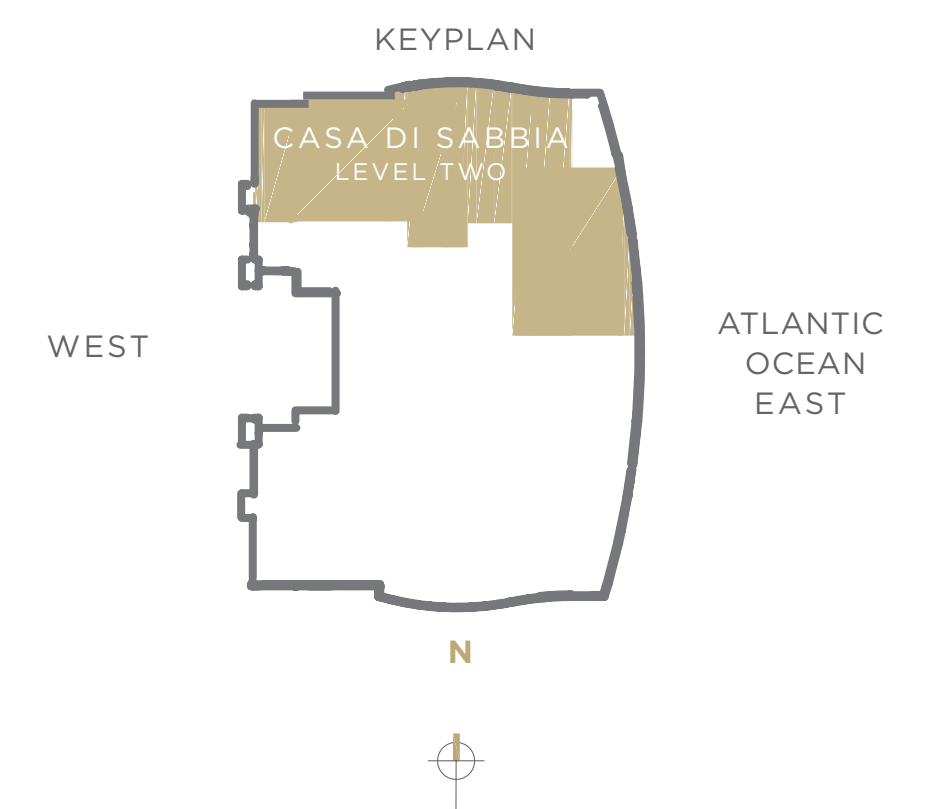 KEYPLAN
CASA DI SABBIA
LEVEL TWO
WEST
ATLANTIC
OCEAN
EAST
N